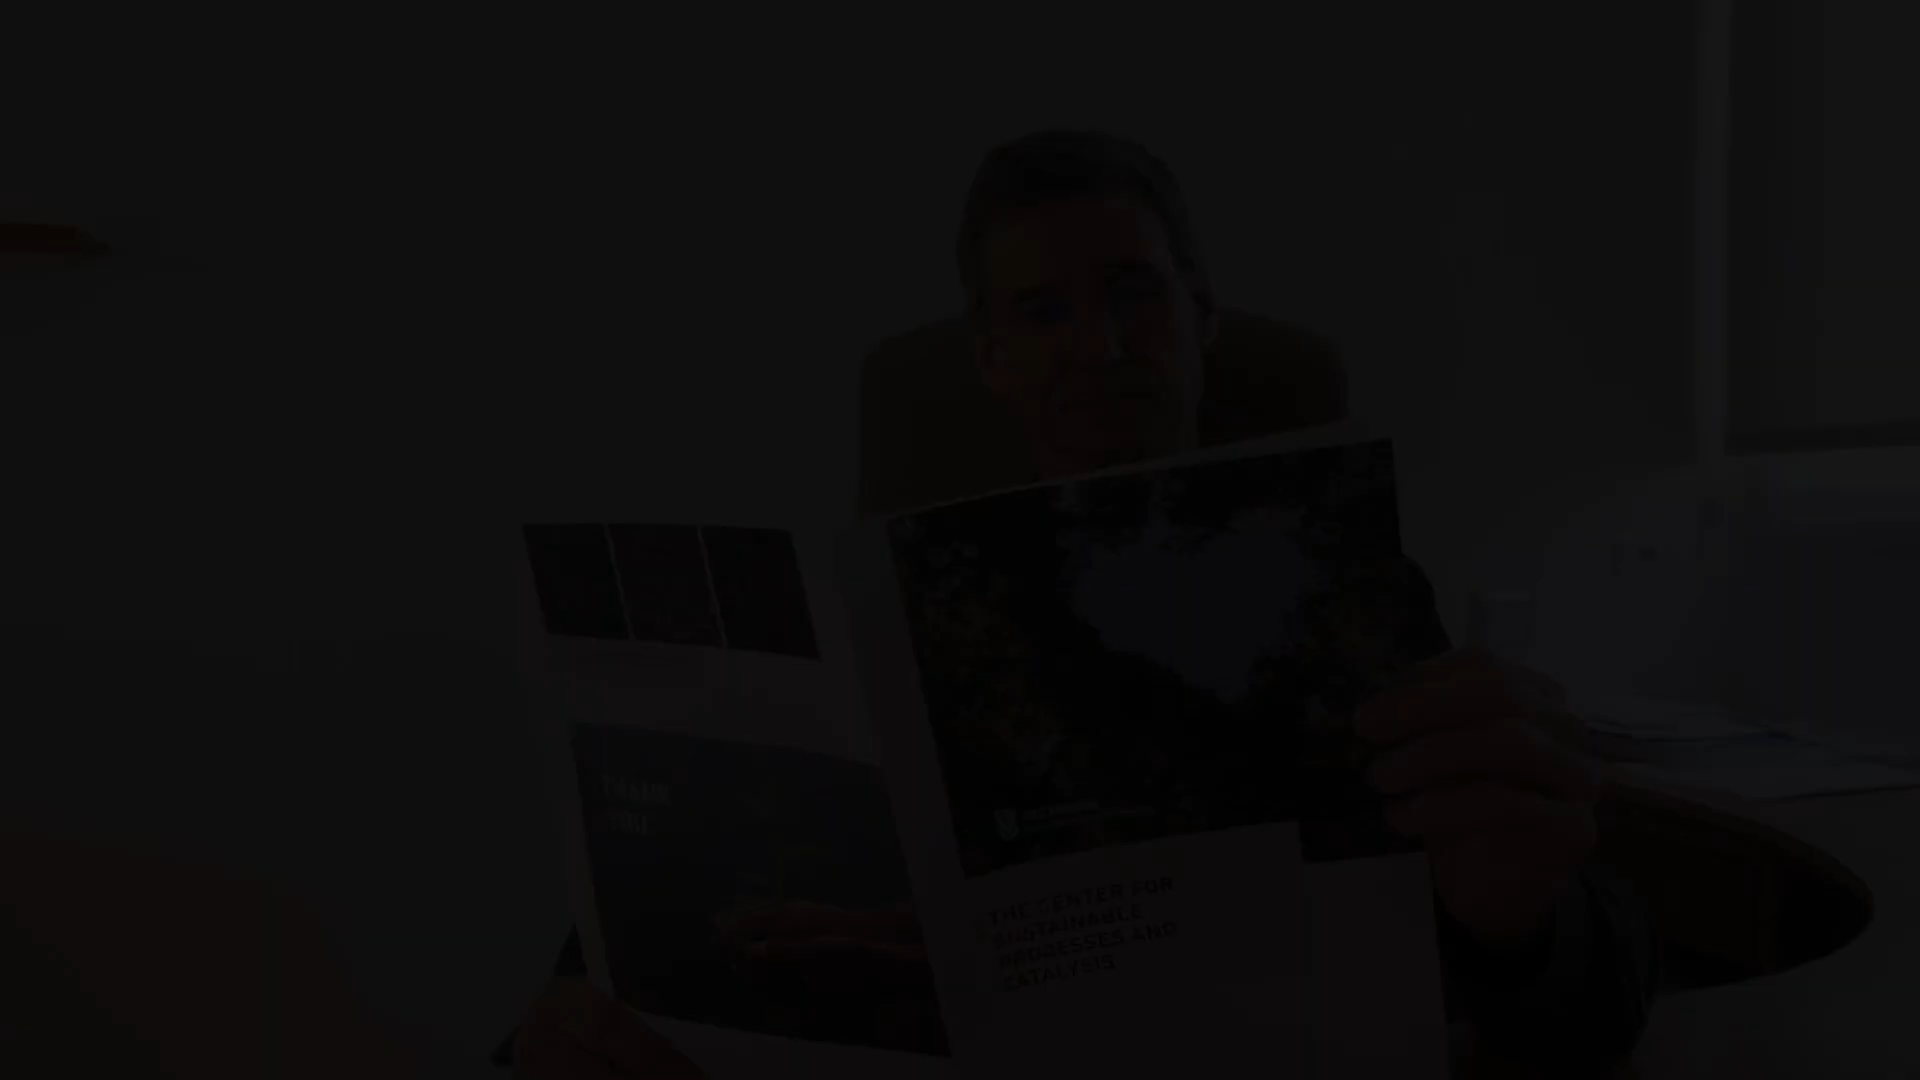 THANK
YOU!
THE CENTER FOR
SUSTAINABLE
PROCESSES AND
CATALYSIS